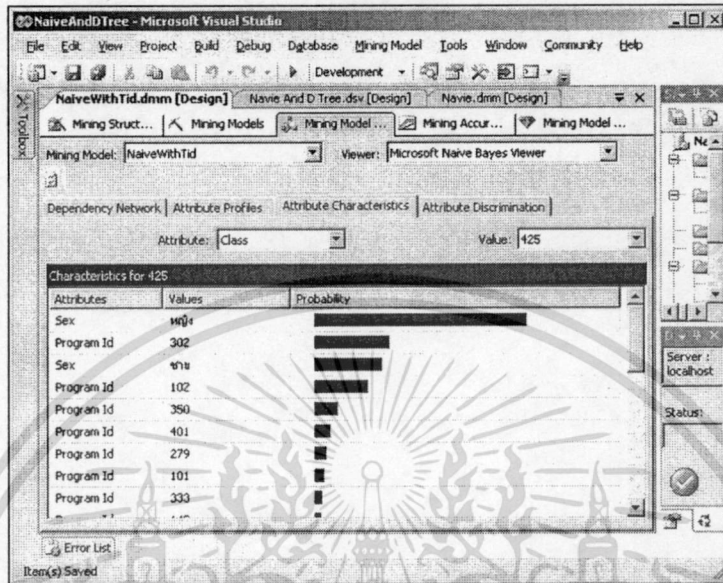 NaiveAndDTree - Microsoft Visual Studio
File Edit View Project Build Debug Database Mining Model Tools Window Community Help
Development
NaiveWithTid.dmm [Design] Navie And D Tree.dsv [Design] Navie.dmm [Design]
Toolbox
Mining Struct... Mining Models Mining Model ... Mining Accur... Mining Model ...
Mining Model: NaiveWithTid Viewer: Microsoft Naive Bayes Viewer
Dependency Network Attribute Profiles Attribute Characteristics Attribute Discrimination
Attribute: Class Value: 425
Characteristics for 425
Attributes Values Probability
Sex หญิง
Program Id 302
Sex ชาย
Program Id 102
Program Id 350
Program Id 401
Program Id 279
Program Id 101
Program Id 333
Server :
localhost
Status:
Error List
Item(s) Saved